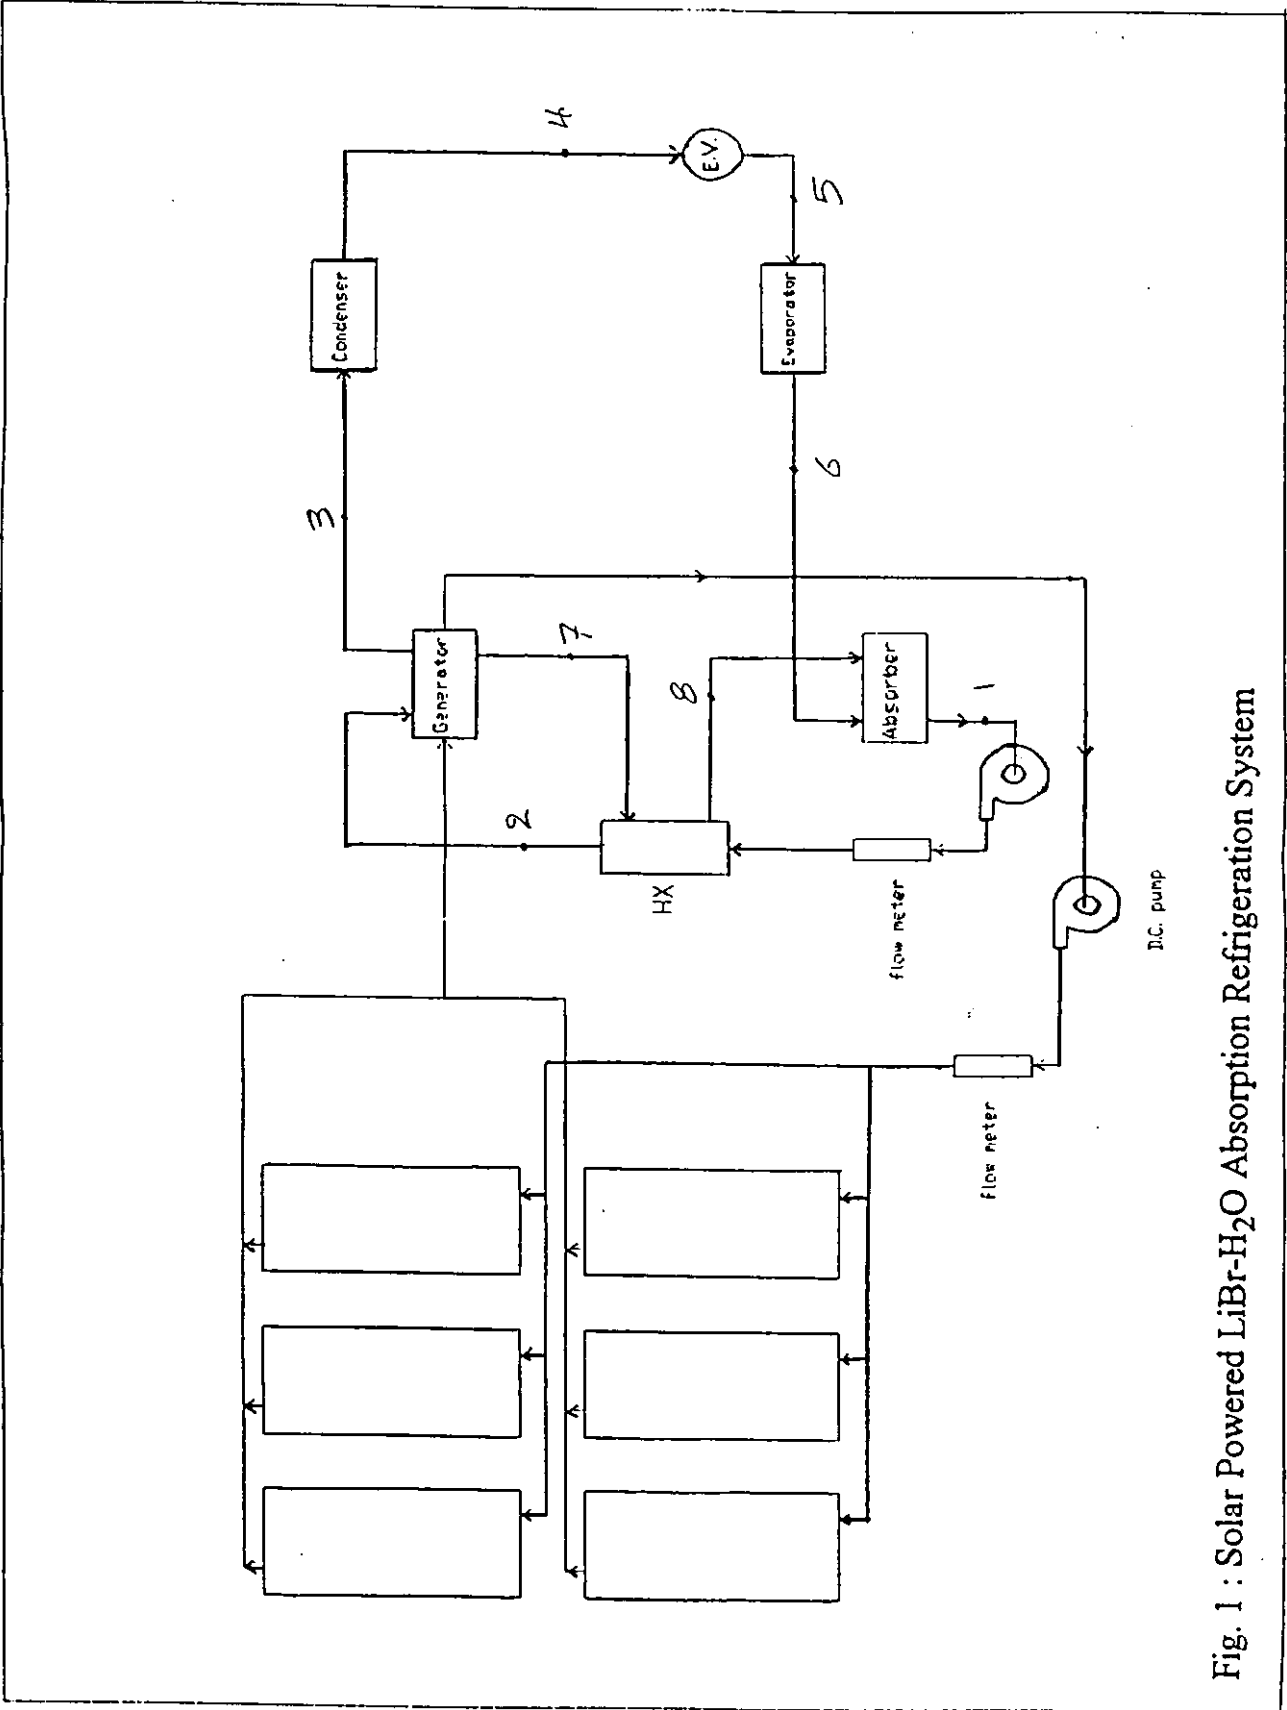 3
Condenser
4
E.V.
5
Evaporator
6
Generator
7
2
HX
8
Absorber
1
flow meter
flow meter
D.C. pump
Fig. 1 : Solar Powered LiBr-H₂O Absorption Refrigeration System